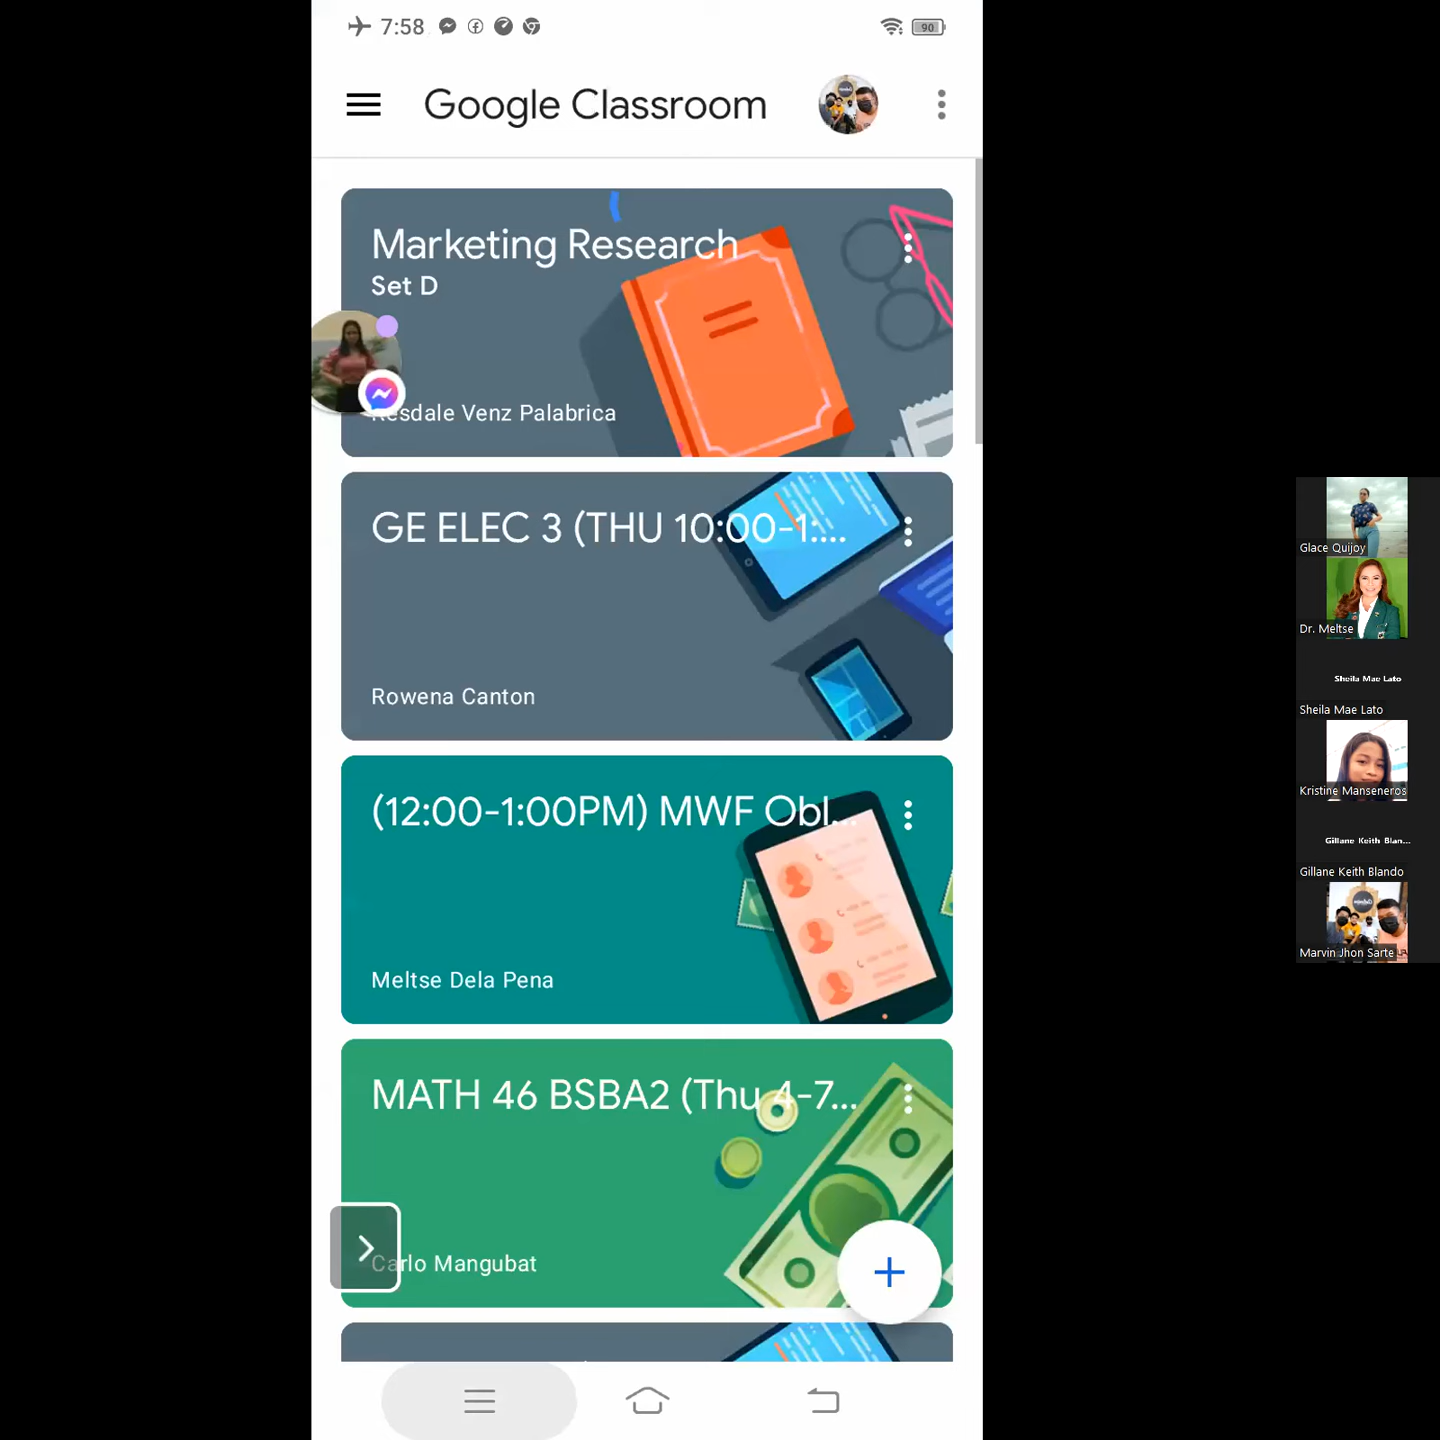 7:58
90
Google Classroom
Marketing Research
Set D
esdale Venz Palabrica
GE ELEC 3 (THU 10:00-1:...
Rowena Canton
(12:00-1:00PM) MWF Obl...
Meltse Dela Pena
MATH 46 BSBA2 (Thu 4-7...
Carlo Mangubat
Glace Quijoy
Dr. Meltse
Sheila Mae Lato
Sheila Mae Lato
Kristine Manseneros
Gillane Keith Blan...
Gillane Keith Blando
Marvin Jhon Sarte